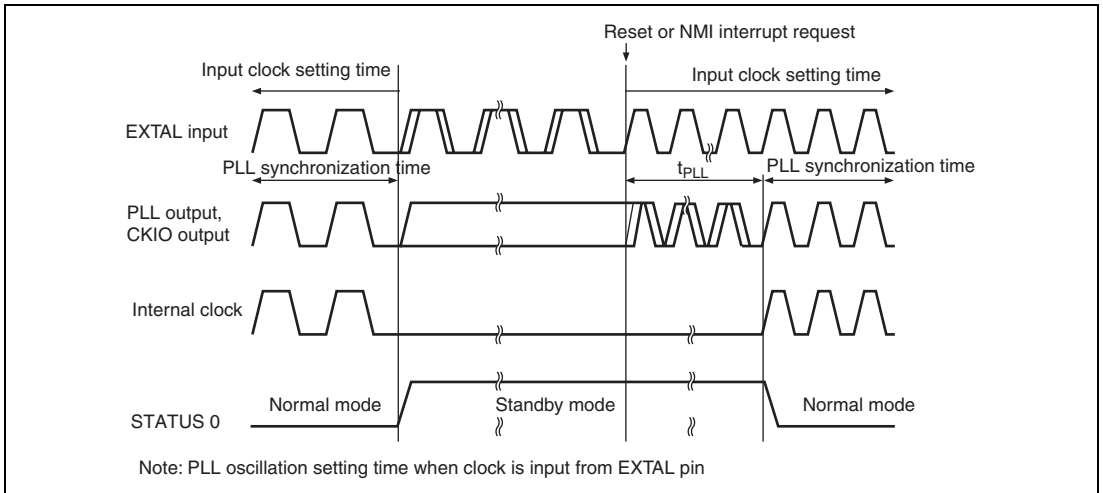 Reset or NMI interrupt request
Input clock setting time
Input clock setting time
EXTAL input
PLL synchronization time
tPLL
PLL synchronization time
PLL output,
CKIO output
Internal clock
Normal mode
Standby mode
Normal mode
STATUS 0
Note: PLL oscillation setting time when clock is input from EXTAL pin